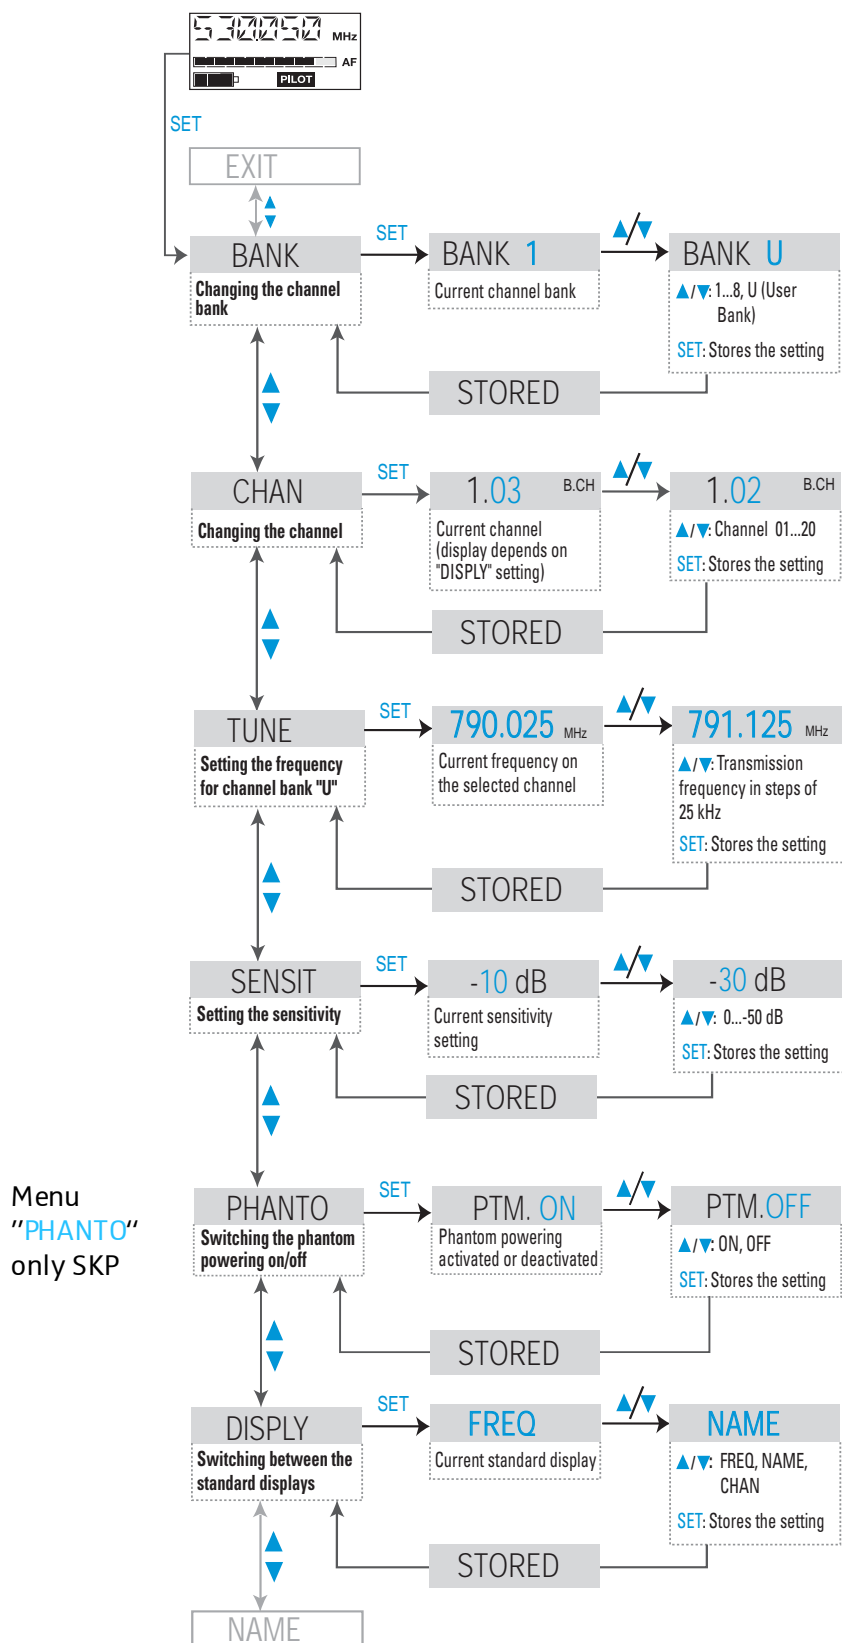 530.050 MHz
AF
PILOT
SET
EXIT
BANK
Changing the channel
bank
SET
BANK 1
Current channel bank
▲/▼
BANK U
▲/▼: 1...8, U (User
Bank)
SET: Stores the setting
STORED
CHAN
Changing the channel
SET
1.03 B.CH
Current channel
(display depends on
"DISPLY" setting)
▲/▼
1.02 B.CH
▲/▼: Channel 01...20
SET: Stores the setting
STORED
TUNE
Setting the frequency
for channel bank "U"
SET
790.025 MHz
Current frequency on
the selected channel
▲/▼
791.125 MHz
▲/▼: Transmission
frequency in steps of
25 kHz
SET: Stores the setting
STORED
SENSIT
Setting the sensitivity
SET
-10 dB
Current sensitivity
setting
▲/▼
-30 dB
▲/▼: 0...-50 dB
SET: Stores the setting
STORED
Menu
"PHANTO"
only SKP
PHANTO
Switching the phantom
powering on/off
SET
PTM. ON
Phantom powering
activated or deactivated
▲/▼
PTM.OFF
▲/▼: ON, OFF
SET: Stores the setting
STORED
DISPLY
Switching between the
standard displays
SET
FREQ
Current standard display
▲/▼
NAME
▲/▼: FREQ, NAME,
CHAN
SET: Stores the setting
STORED
NAME